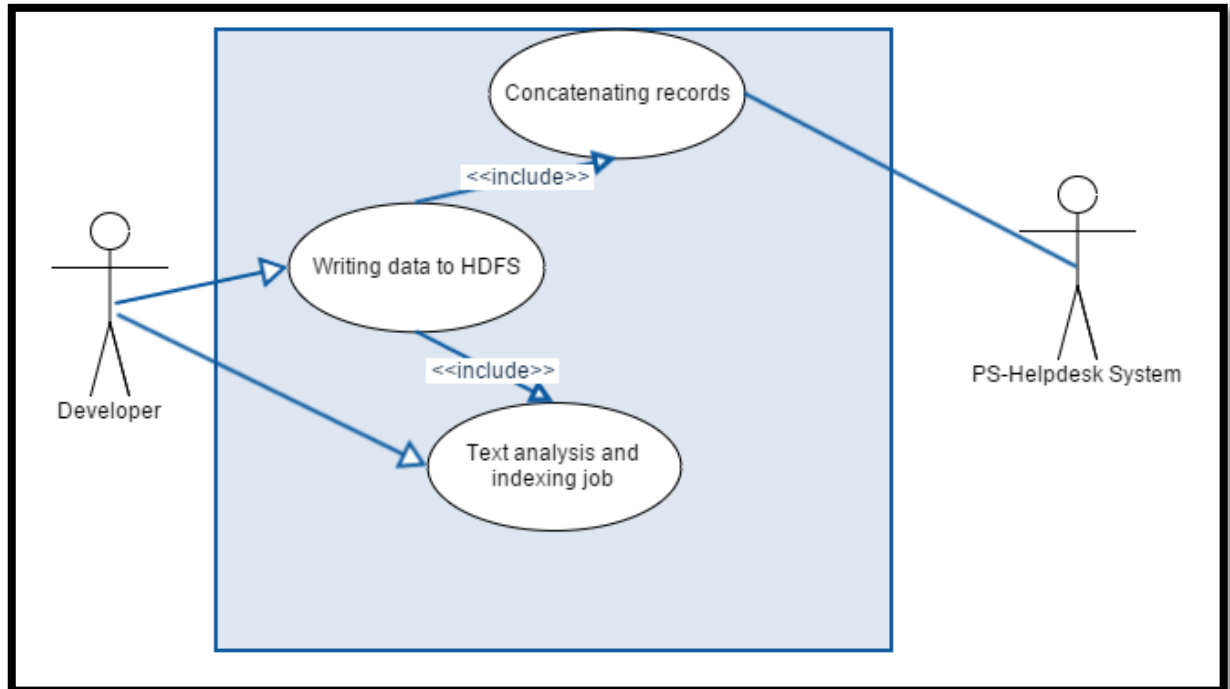 Concatenating records
<<include>>
Writing data to HDFS
<<include>>
Text analysis and
indexing job
Developer
PS-Helpdesk System